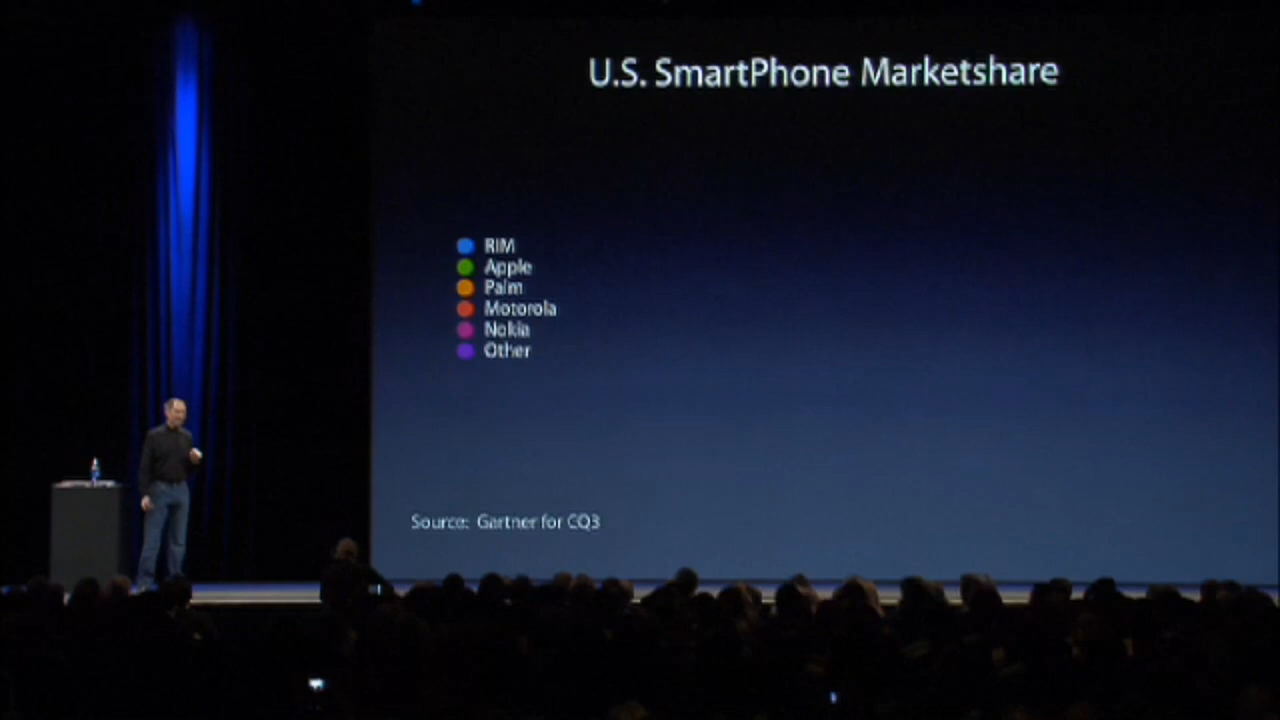 U.S. SmartPhone Marketshare
RIM
Apple
Palm
Motorola
Nokia
Other
Source: Gartner for CQ3